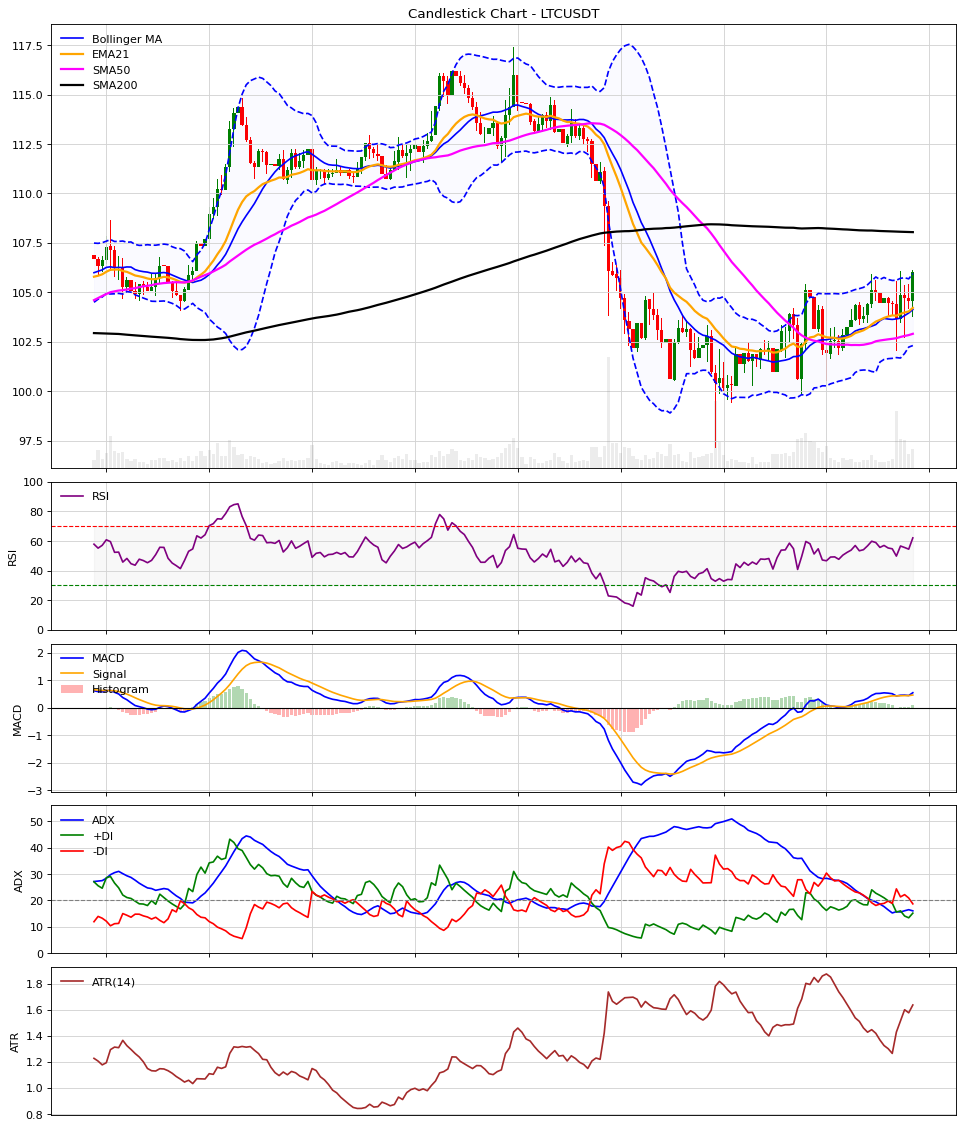 Candlestick Chart - LTCUSDT
Bollinger MA
EMA21
SMA50
SMA200
117.5
115.0
112.5
110.0
107.5
105.0
102.5
100.0
97.5
RSI
100
80
60
40
20
0
RSI
MACD
Signal
Histogram
2
1
0
−1
−2
−3
MACD
ADX
+DI
-DI
50
40
30
20
10
0
ADX
ATR(14)
1.8
1.6
1.4
1.2
1.0
0.8
ATR